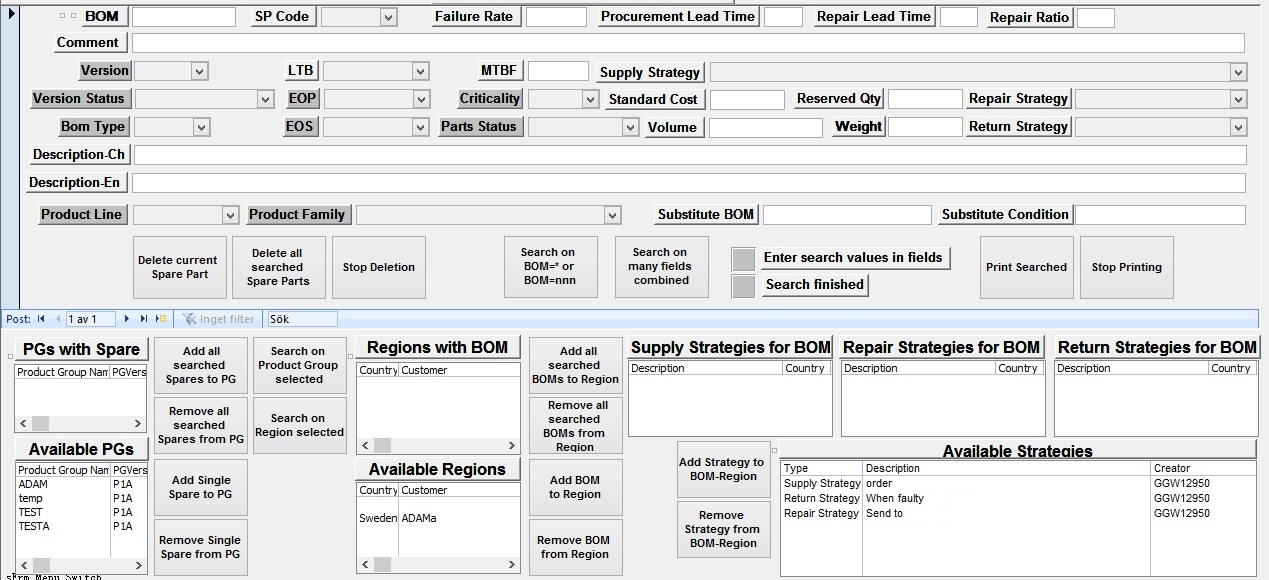 BOM SP Code Failure Rate Procurement Lead Time Repair Lead Time Repair Ratio
Comment
Version LTB MTBF Supply Strategy
Version Status EOP Criticality Standard Cost Reserved Qty Repair Strategy
Bom Type EOS Parts Status Volume Weight Return Strategy
Description-Ch
Description-En
Product Line Product Family Substitute BOM Substitute Condition
Delete current
Spare Part
Delete all
searched
Spare Parts
Stop Deletion
Search on
BOM=* or
BOM=nnn
Search on
many fields
combined
Enter search values in fields
Search finished
Print Searched
Stop Printing
Post: 1 av 1 Inget filter Sök
PGs with Spare
Product Group Nam PGVers
Add all
searched
Spares to PG
Search on
Product Group
selected
Remove all
searched
Spares from PG
Search on
Region selected
Regions with BOM
Country Customer
Add all
searched
BOMs to Region
Remove all
searched
BOMs from
Region
Supply Strategies for BOM
Description Country
Repair Strategies for BOM
Description Country
Return Strategies for BOM
Description Country
Available PGs
Product Group Nam PGVers
ADAM P1A
temp P1A
TEST P1A
TESTA P1A
Add Single
Spare to PG
Remove Single
Spare from PG
Available Regions
Country Customer
Sweden ADAMa
Add BOM
to Region
Remove BOM
from Region
Add Strategy to
BOM-Region
Remove
Strategy from
BOM-Region
Available Strategies
Type Description Creator
Supply Strategy order GGW12950
Return Strategy When faulty GGW12950
Repair Strategy Send to GGW12950
sFrm Menu Switch